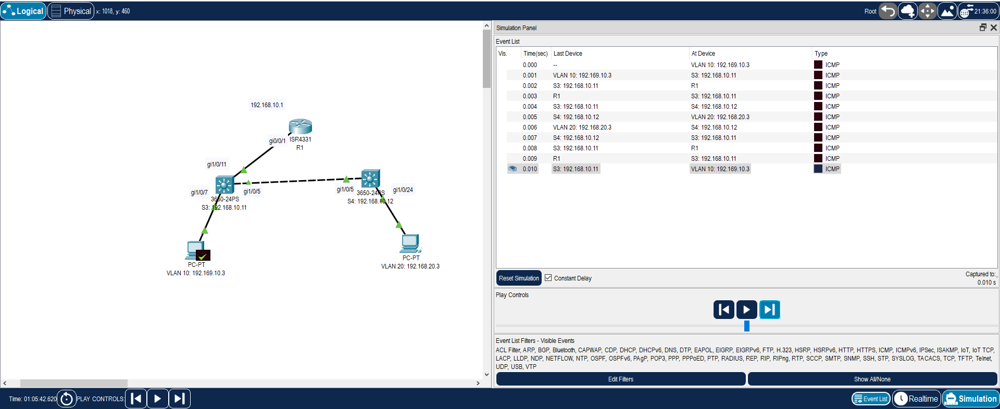 Logical Physical x: 1018, y: 460 Root 21:36:00
192.168.10.1
gi0/0/1 ISR4331
R1
gi1/0/11
gi1/0/7 gi1/0/5
3650-24PS
S3: 192.168.10.11
gi1/0/5 gi1/0/24
3650-24PS
S4: 192.168.10.12
PC-PT
VLAN 10: 192.169.10.3
PC-PT
VLAN 20: 192.168.20.3
Simulation Panel
Event List
Vis. Time(sec) Last Device At Device Type
0.000 -- VLAN 10: 192.169.10.3 ICMP
0.001 VLAN 10: 192.169.10.3 S3: 192.168.10.11 ICMP
0.002 S3: 192.168.10.11 R1 ICMP
0.003 R1 S3: 192.168.10.11 ICMP
0.004 S3: 192.168.10.11 S4: 192.168.10.12 ICMP
0.005 S4: 192.168.10.12 VLAN 20: 192.168.20.3 ICMP
0.006 VLAN 20: 192.168.20.3 S4: 192.168.10.12 ICMP
0.007 S4: 192.168.10.12 S3: 192.168.10.11 ICMP
0.008 S3: 192.168.10.11 R1 ICMP
0.009 R1 S3: 192.168.10.11 ICMP
0.010 S3: 192.168.10.11 VLAN 10: 192.169.10.3 ICMP
Reset Simulation Constant Delay Captured to:
0.010 s
Play Controls
Event List Filters - Visible Events
ACL Filter, ARP, BGP, Bluetooth, CAPWAP, CDP, DHCP, DHCPv6, DNS, DTP, EAPOL, EIGRP, EIGRPv6, FTP, H.323, HSRP, HSRPv6, HTTP, HTTPS, ICMP, ICMPv6, IPSec, ISAKMP, IoT, IoT TCP,
LACP, LLDP, NDP, NETFLOW, NTP, OSPF, OSPFv6, PAgP, POP3, PPP, PPPoED, PTP, RADIUS, REP, RIP, RIPng, RTP, SCCP, SMTP, SNMP, SSH, STP, SYSLOG, TACACS, TCP, TFTP, Telnet,
UDP, USB, VTP
Edit Filters Show All/None
Time: 01:05:42.620 PLAY CONTROLS: Event List Realtime Simulation